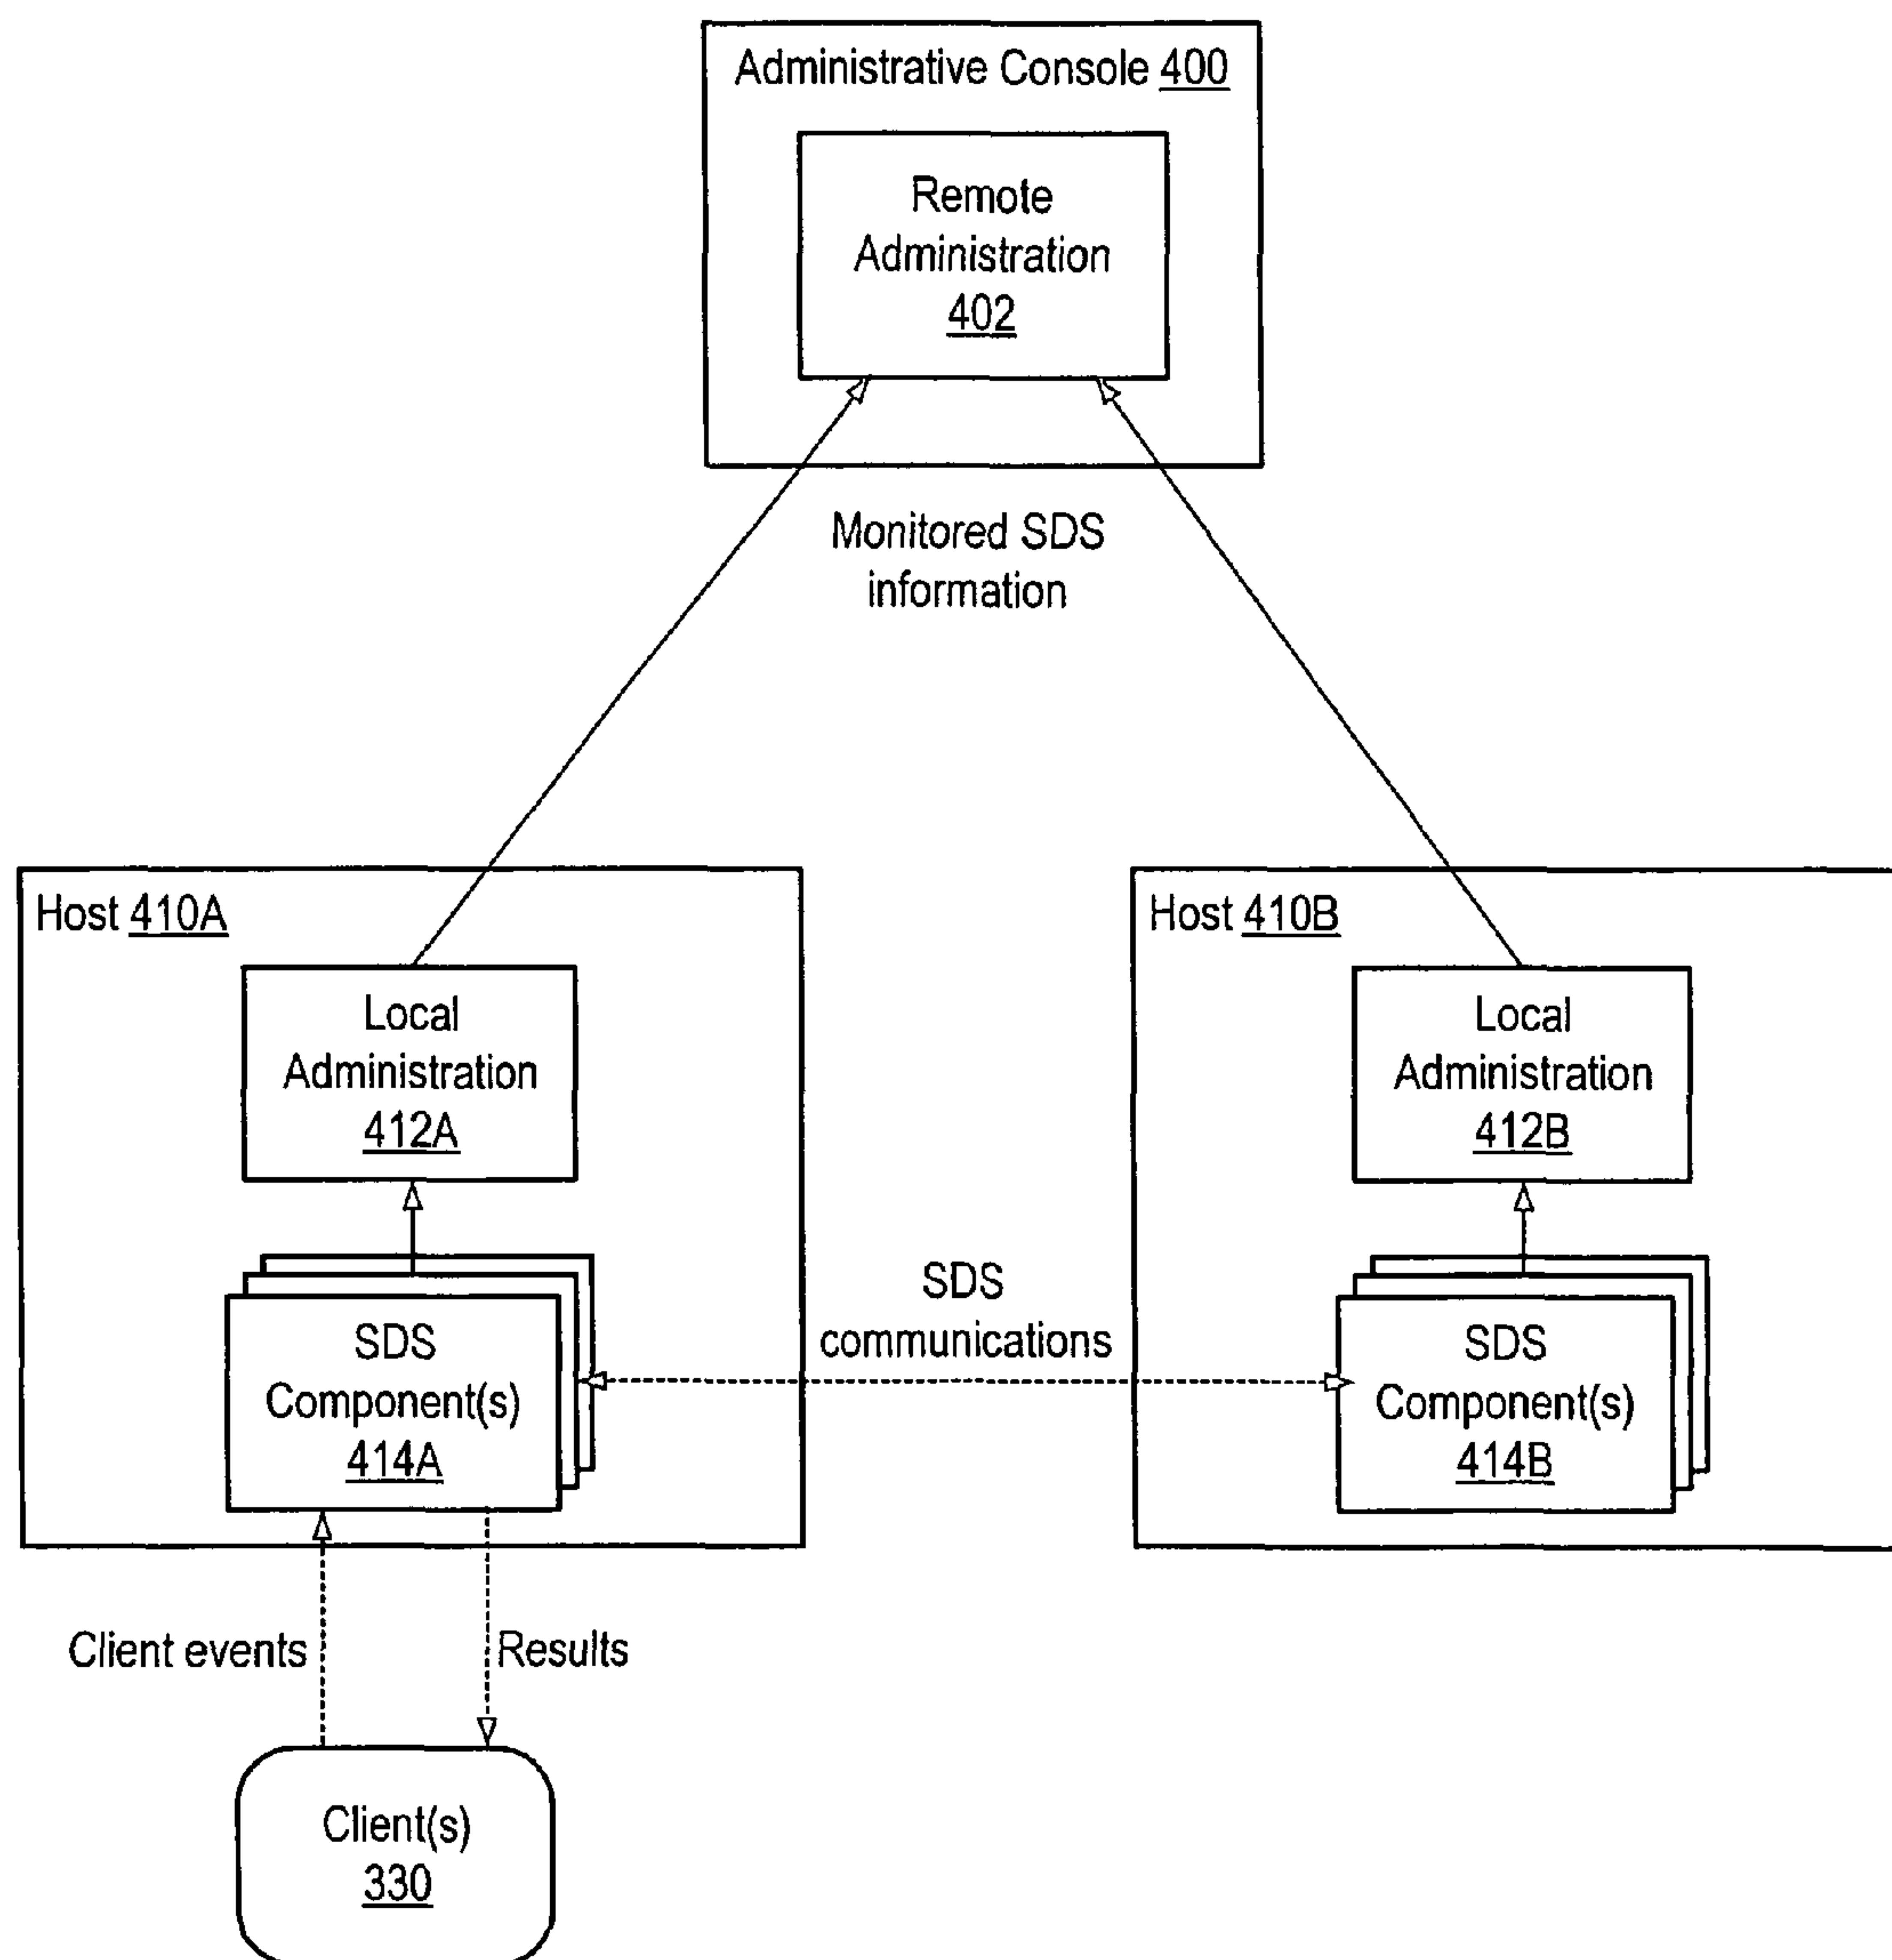 Administrative Console 400
Remote
Administration
402
Monitored SDS
information
Host 410A
Host 410B
Local
Administration
412A
Local
Administration
412B
SDS
communications
SDS
Component(s)
414A
SDS
Component(s)
414B
Client events
Results
Client(s)
330